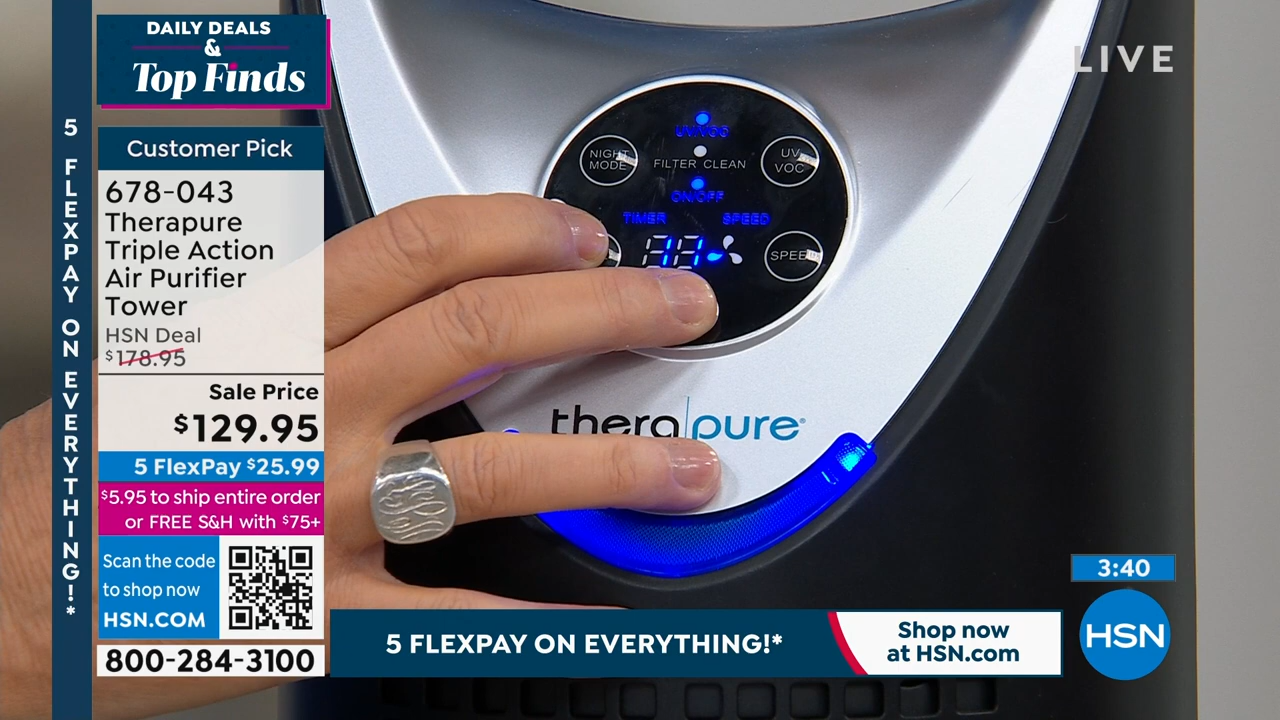 5 FLEXPAY ON EVERYTHING!*
DAILY DEALS
&
Top Finds
Customer Pick
678-043
Therapure
Triple Action
Air Purifier
Tower
HSN Deal
$178.95
Sale Price
$129.95
5 FlexPay $25.99
$5.95 to ship entire order
or FREE S&H with $75+
Scan the code
to shop now
HSN.COM
800-284-3100
LIVE
UV/VOC
NIGHT
MODE
FILTER CLEAN
UV
VOC
ON/OFF
TIMER SPEED
SPEED
therapure®
3:40
HSN
5 FLEXPAY ON EVERYTHING!*
Shop now
at HSN.com